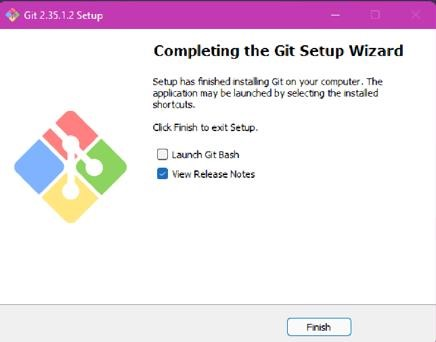 Git 2.35.1.2 Setup
Completing the Git Setup Wizard
Setup has finished installing Git on your computer. The
application may be launched by selecting the installed
shortcuts.
Click Finish to exit Setup.
Launch Git Bash
View Release Notes
Finish